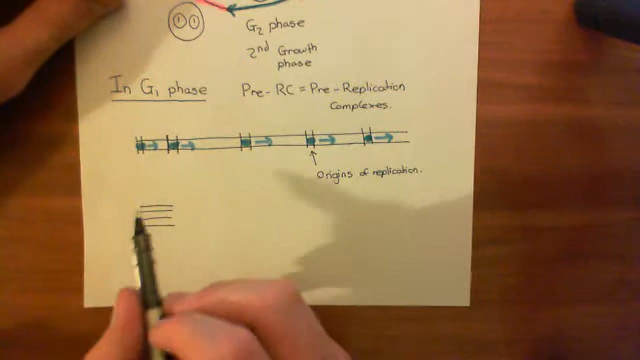 G₂ phase
2nd Growth
phase
In G₁ phase
Pre-RC = Pre-Replication
Complexes.
Origins of replication.